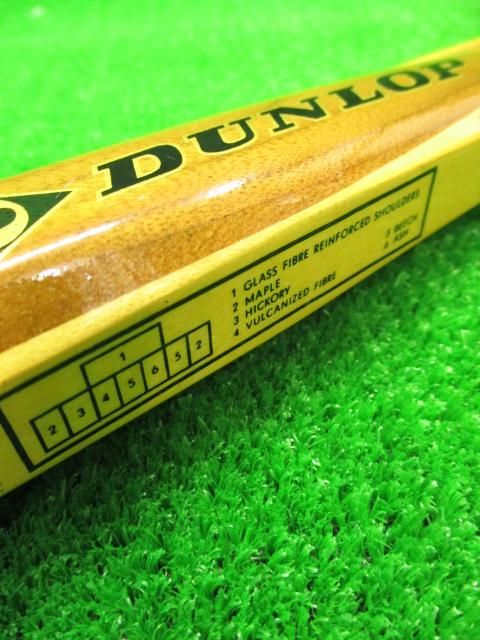 DUNLOP
1 GLASS FIBRE REINFORCED SHOULDERS
2 MAPLE 5 BEECH
3 HICKORY 6 ASH
4 VULCANIZED FIBRE
1
2 3 4 5 6 5 2